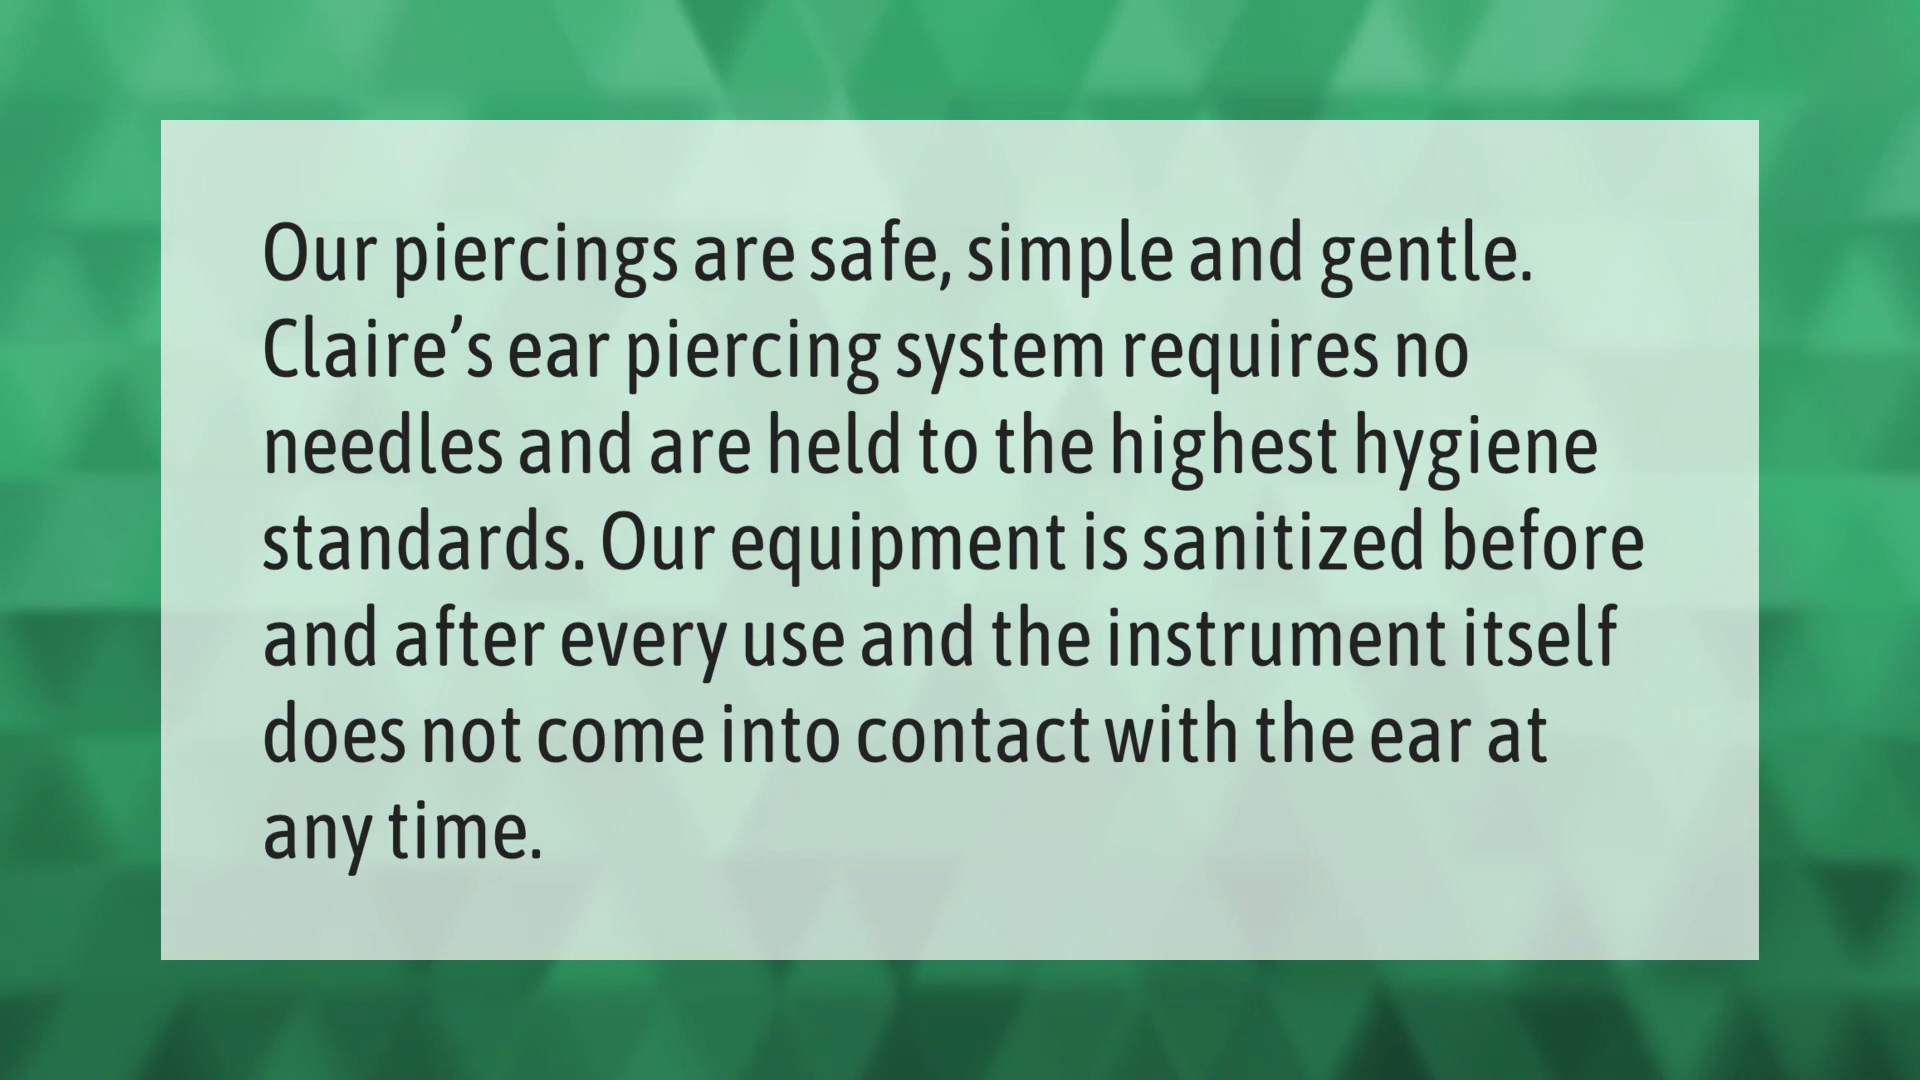 Our piercings are safe, simple and gentle.
Claire’s ear piercing system requires no
needles and are held to the highest hygiene
standards. Our equipment is sanitized before
and after every use and the instrument itself
does not come into contact with the ear at
any time.